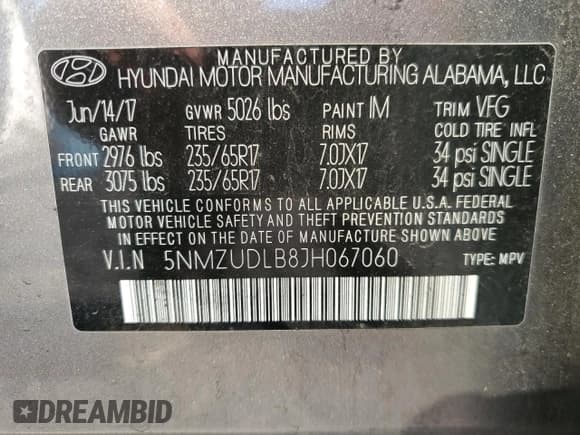 MANUFACTURED BY
HYUNDAI MOTOR MANUFACTURING ALABAMA, LLC
Jun/14/17 GVWR 5026 lbs PAINT IM TRIM VFG
GAWR TIRES RIMS COLD TIRE INFL
FRONT 2976 lbs 235/65R17 7.0JX17 34 psi SINGLE
REAR 3075 lbs 235/65R17 7.0JX17 34 psi SINGLE
THIS VEHICLE CONFORMS TO ALL APPLICABLE U.S.A. FEDERAL
MOTOR VEHICLE SAFETY AND THEFT PREVENTION STANDARDS
IN EFFECT ON THE DATE OF MANUFACTURE SHOWN ABOVE.
V.I.N 5NMZUDLB8JH067060 TYPE: MPV
DREAMBID